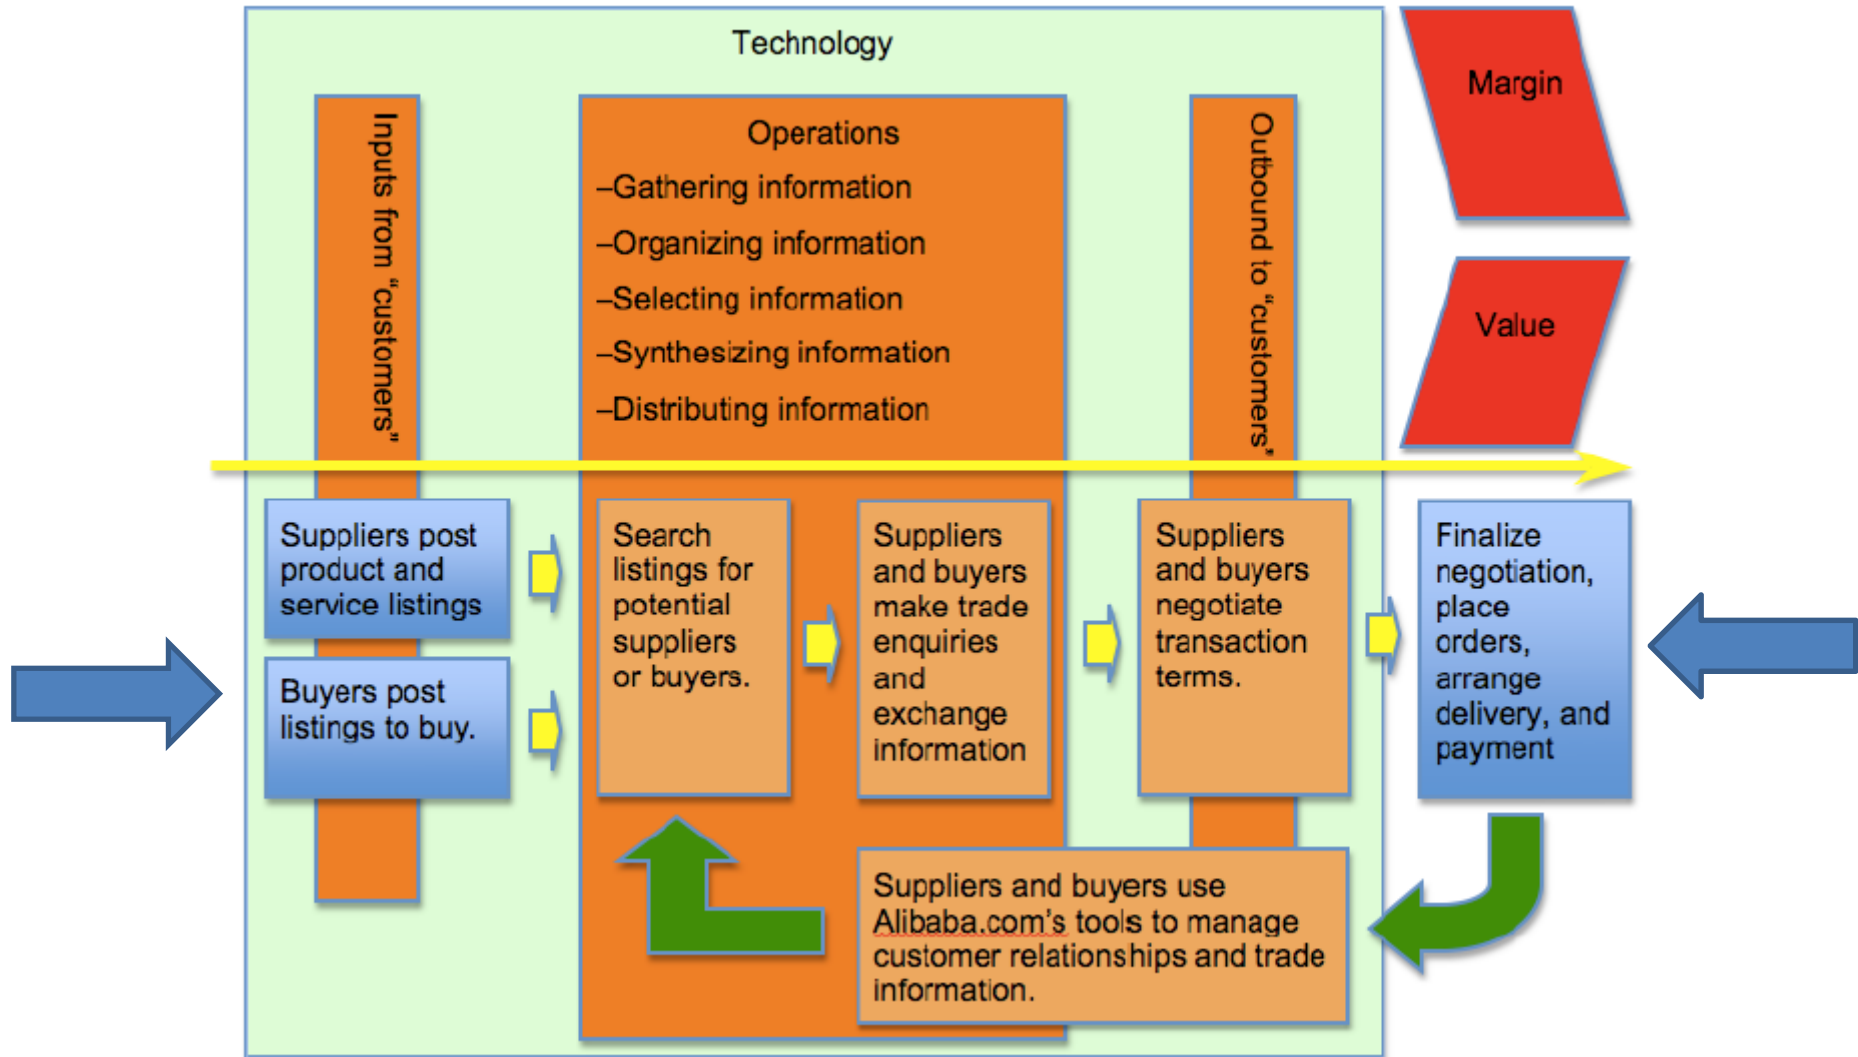 Technology
Margin
Inputs from “customers”
Operations
–Gathering information
–Organizing information
–Selecting information
–Synthesizing information
–Distributing information
Outbound to “customers”
Value
Suppliers post
product and
service listings
Buyers post
listings to buy.
Search
listings for
potential
suppliers
or buyers.
Suppliers
and buyers
make trade
enquiries
and
exchange
information
Suppliers
and buyers
negotiate
transaction
terms.
Finalize
negotiation,
place
orders,
arrange
delivery, and
payment
Suppliers and buyers use
Alibaba.com’s tools to manage
customer relationships and trade
information.